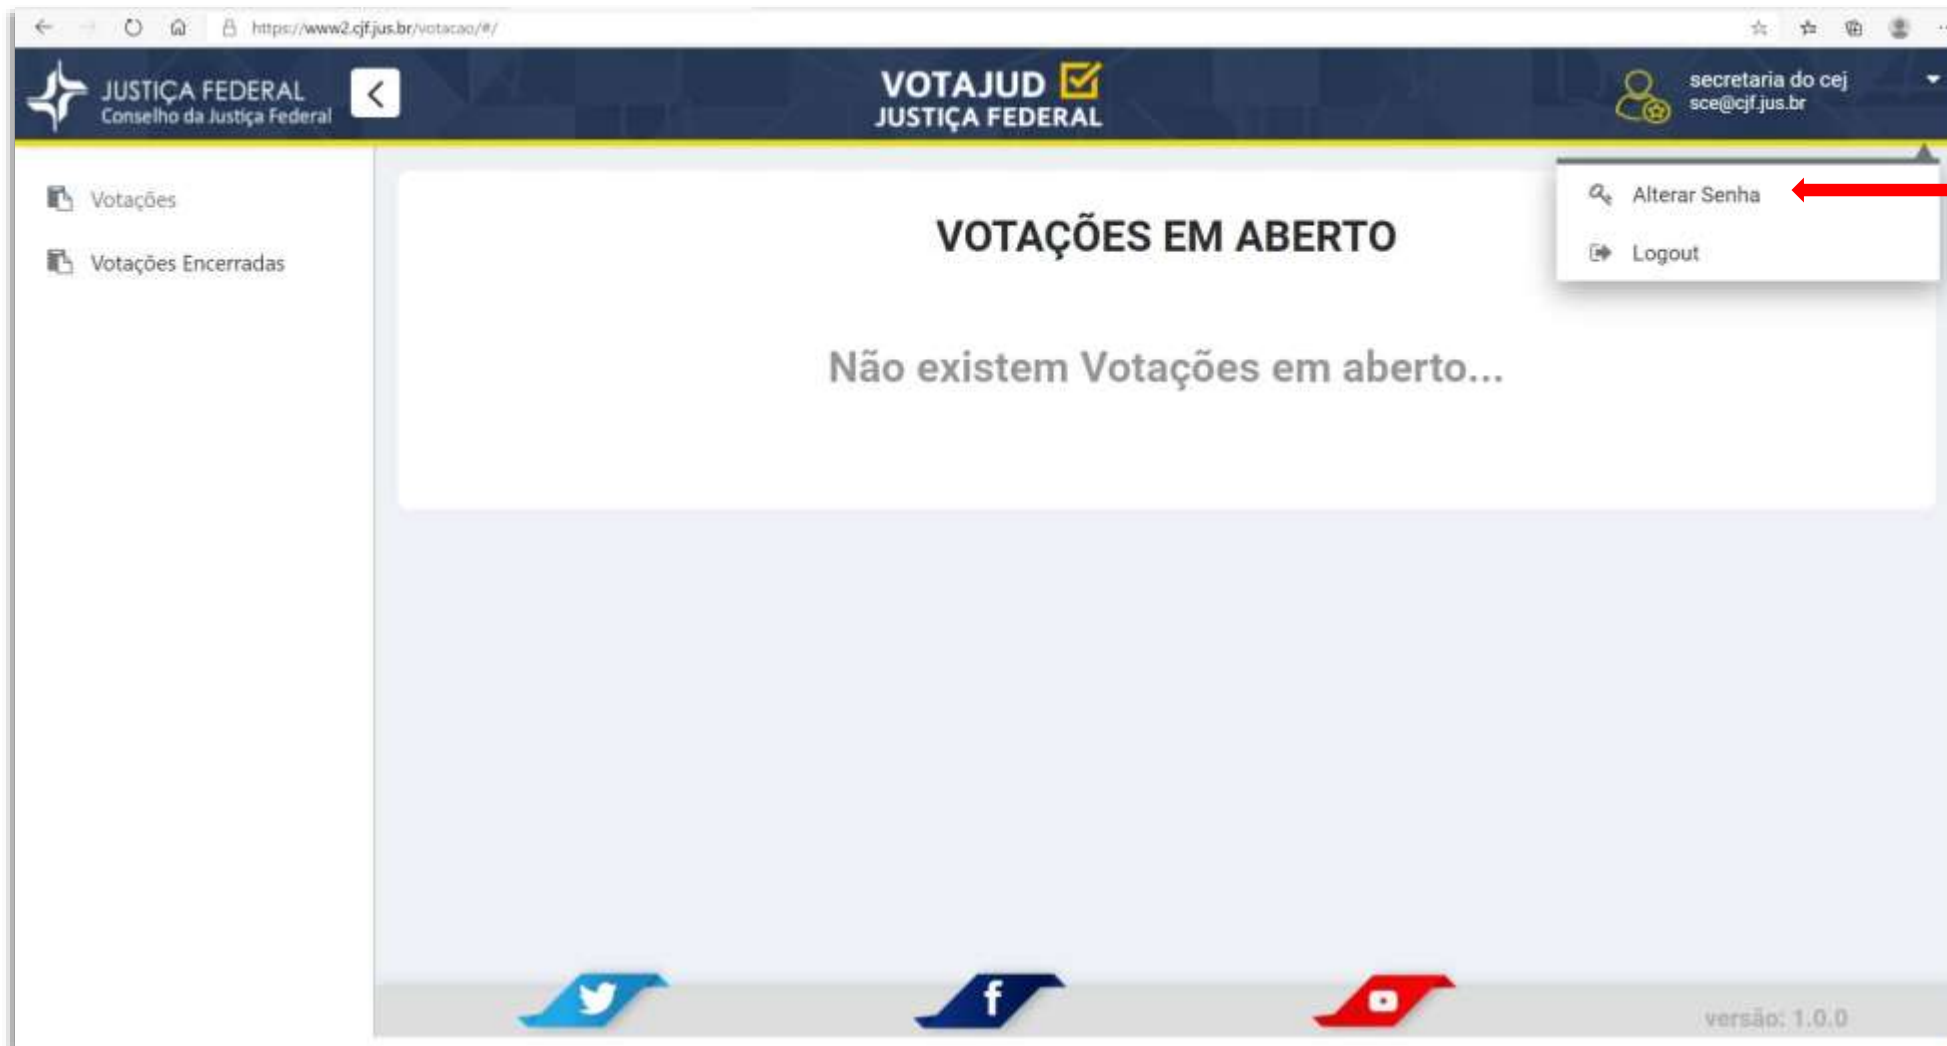 https://www2.cjf.jus.br/votacao/#/
JUSTIÇA FEDERAL
Conselho da Justiça Federal
VOTAJUD
JUSTIÇA FEDERAL
secretaria do cej
sce@cjf.jus.br
Votações
Votações Encerradas
VOTAÇÕES EM ABERTO
Alterar Senha
Logout
Não existem Votações em aberto...
versão: 1.0.0